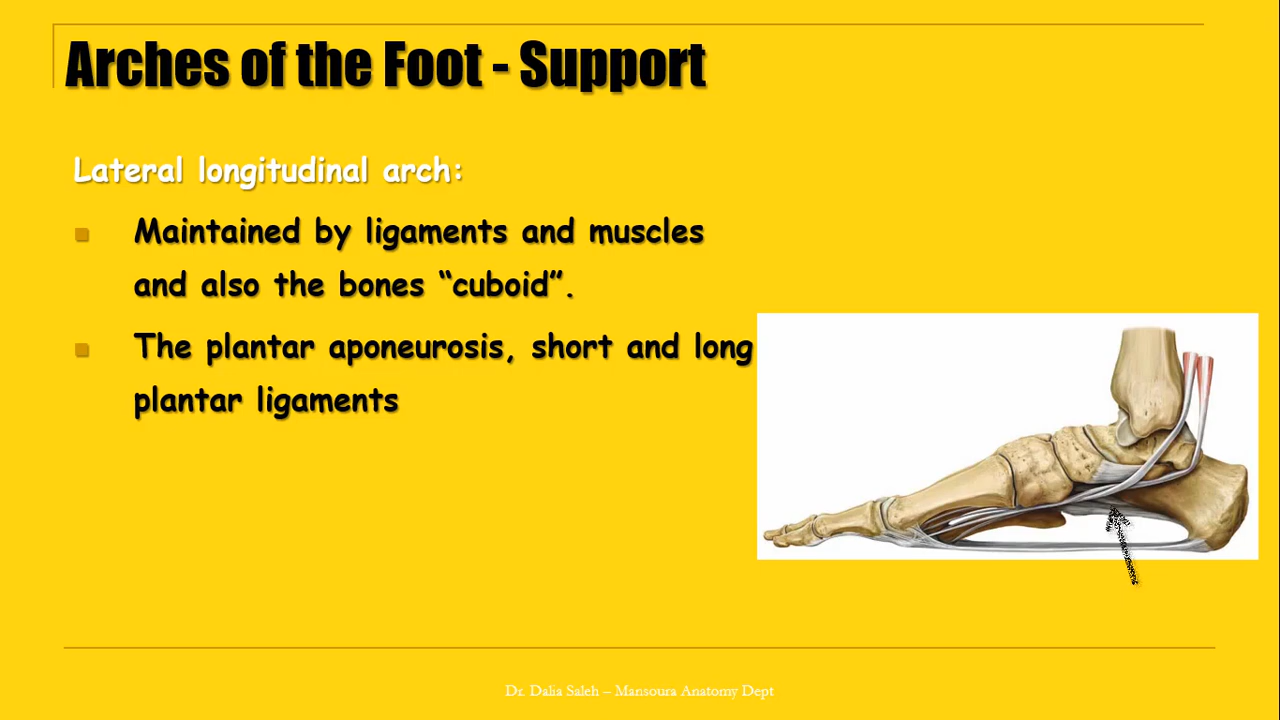 Arches of the Foot - Support
Lateral longitudinal arch:
Maintained by ligaments and muscles
and also the bones “cuboid”.
The plantar aponeurosis, short and long
plantar ligaments
Dr. Dalia Saleh – Mansoura Anatomy Dept